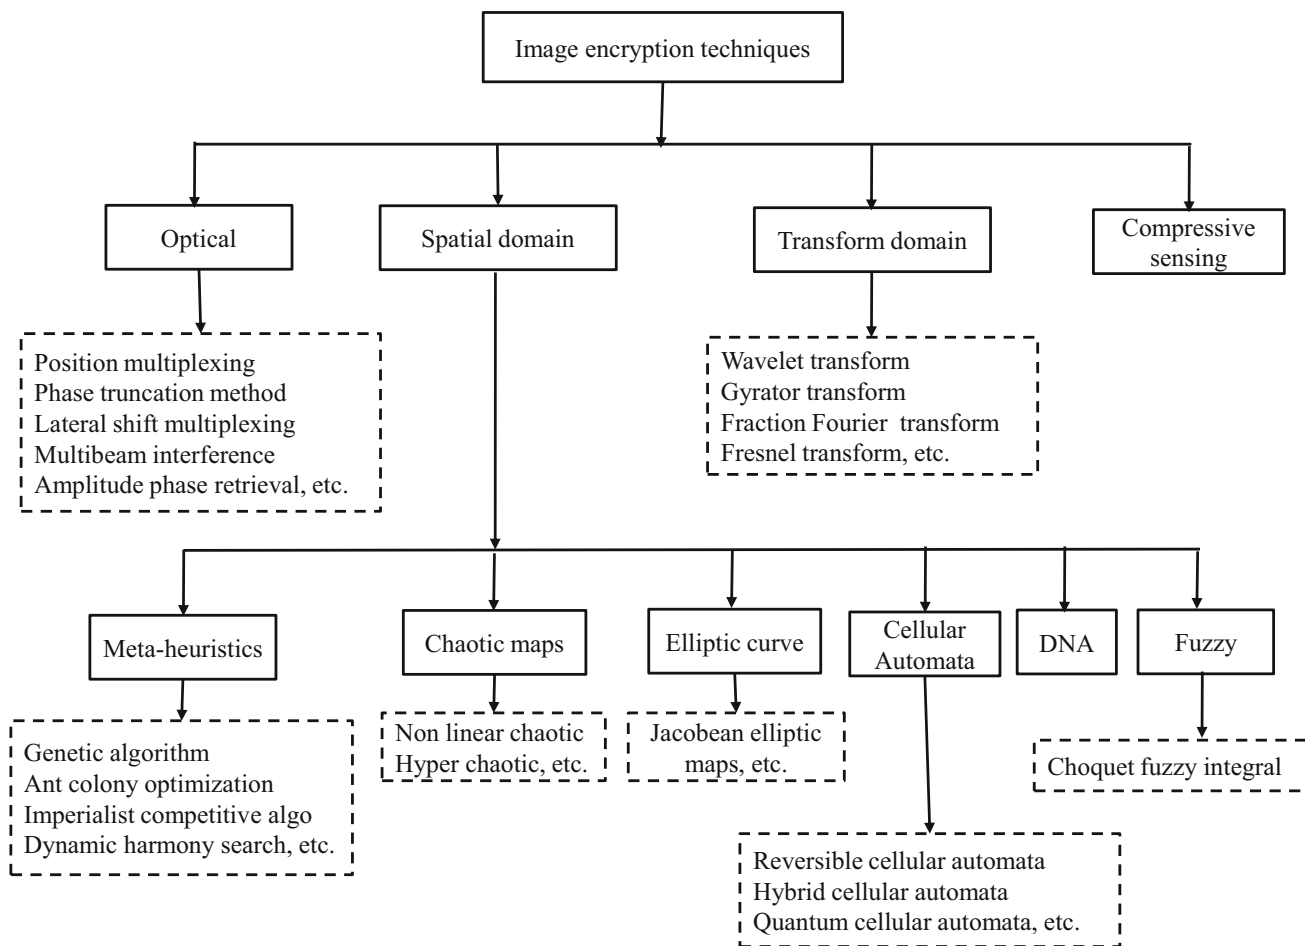 Image encryption techniques
Optical
Spatial domain
Transform domain
Compressive
sensing
Position multiplexing
Phase truncation method
Lateral shift multiplexing
Multibeam interference
Amplitude phase retrieval, etc.
Wavelet transform
Gyrator transform
Fraction Fourier transform
Fresnel transform, etc.
Meta-heuristics
Chaotic maps
Elliptic curve
Cellular
Automata
DNA
Fuzzy
Genetic algorithm
Ant colony optimization
Imperialist competitive algo
Dynamic harmony search, etc.
Non linear chaotic
Hyper chaotic, etc.
Jacobean elliptic
maps, etc.
Choquet fuzzy integral
Reversible cellular automata
Hybrid cellular automata
Quantum cellular automata, etc.